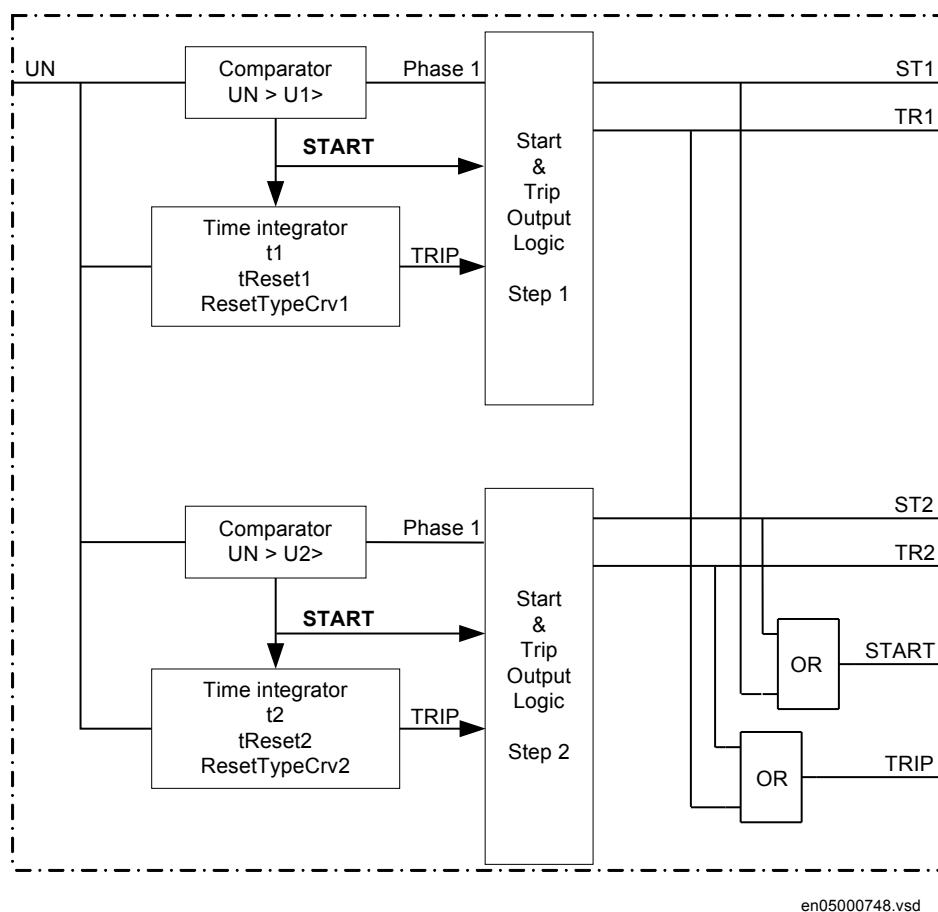 UN
Comparator
UN > U1>
Phase 1
ST1
TR1
START
Start
&
Trip
Output
Logic
Step 1
Time integrator
t1
tReset1
ResetTypeCrv1
TRIP
Comparator
UN > U2>
Phase 1
ST2
TR2
START
Start
&
Trip
Output
Logic
Step 2
Time integrator
t2
tReset2
ResetTypeCrv2
TRIP
OR
START
OR
TRIP
en05000748.vsd